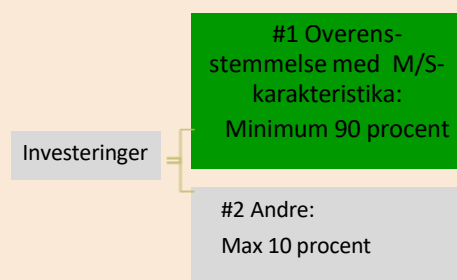 #1 Overens-
stemmelse med M/S-
karakteristika:
Minimum 90 procent
Investeringer
#2 Andre:
Max 10 procent